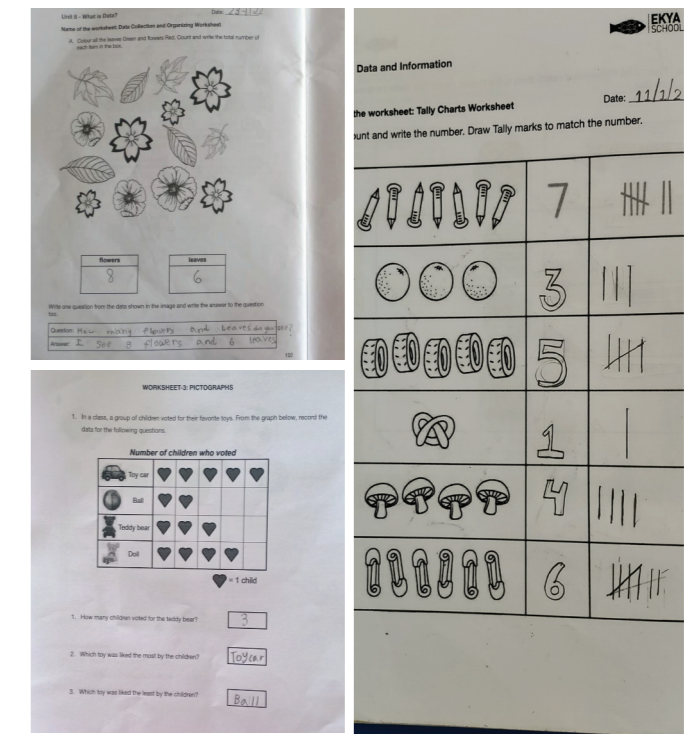 Unit 6 - What is Data?
Date:
Name of the worksheet: Data Collection and Organizing Worksheet
A. Colour all the leaves Green and flowers Red. Count and write the total number of
each item in the box.
flowers
leaves
8
6
Write one question from the data shown in the image and write the answer to the question
too.
Question: How many flowers and leaves do you see?
Answer: I see 8 flowers and 6 leaves
192
WORKSHEET-3: PICTOGRAPHS
1. In a class, a group of children voted for their favorite toys. From the graph below, record the
data for the following questions.
Number of children who voted
Toy car
Ball
Teddy bear
Doll
= 1 child
1. How many children voted for the teddy bear?
3
2. Which toy was liked the most by the children?
Toycar
3. Which toy was liked the least by the children?
Ball
EKYA
SCHOOL
Data and Information
Date: 11/1/2
the worksheet: Tally Charts Worksheet
ount and write the number. Draw Tally marks to match the number.
7
3
5
1
4
6